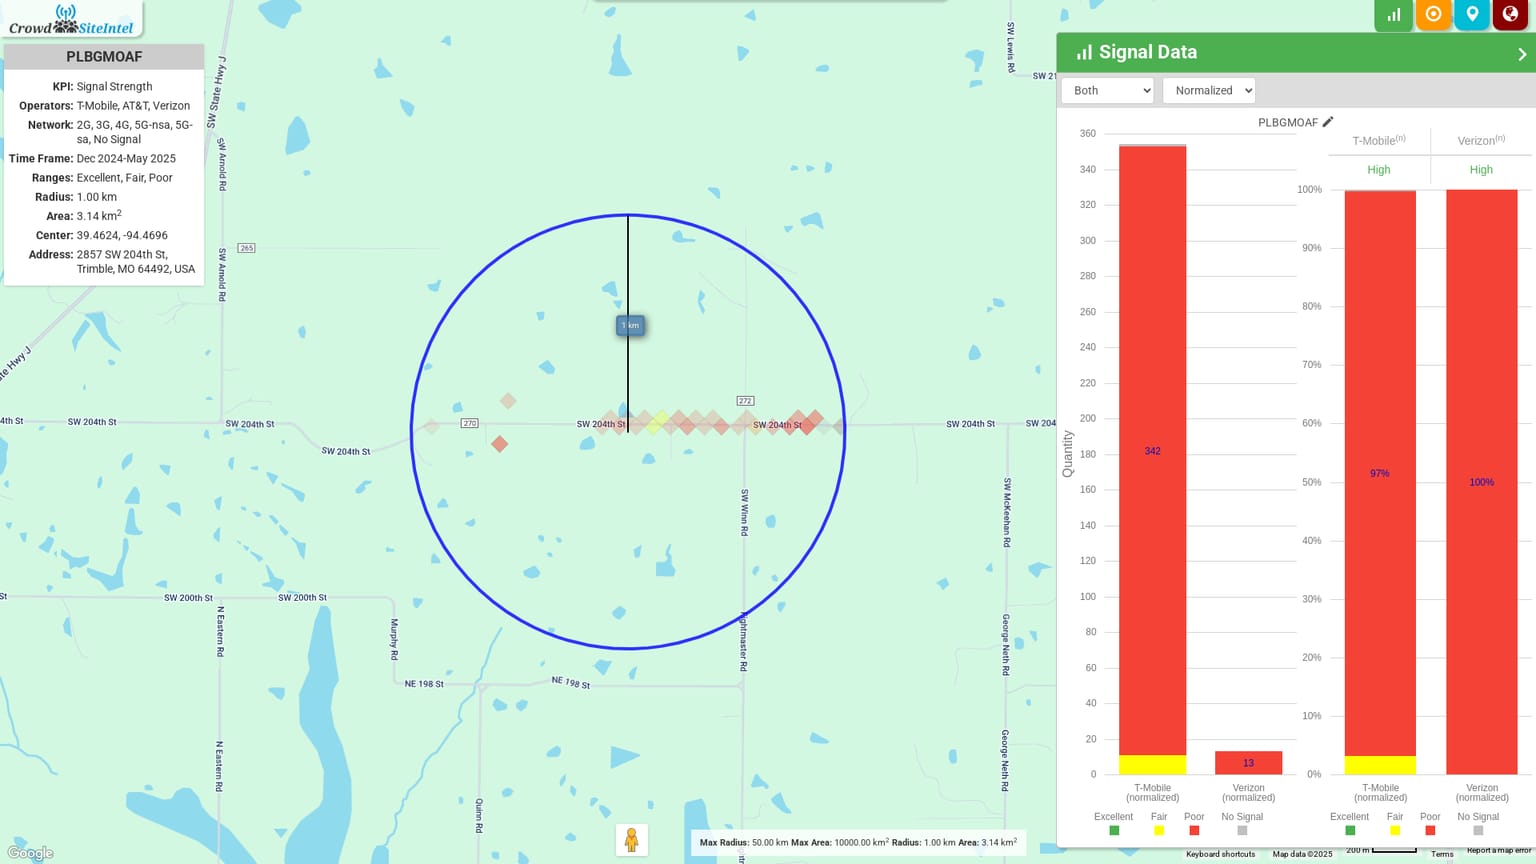 CrowdSiteIntel
PLBGMOAF
KPI: Signal Strength
Operators: T-Mobile, AT&T, Verizon
Network: 2G, 3G, 4G, 5G-nsa, 5G-
sa, No Signal
Time Frame: Dec 2024-May 2025
Ranges: Excellent, Fair, Poor
Radius: 1.00 km
Area: 3.14 km2
Center: 39.4624, -94.4696
Address: 2857 SW 204th St,
Trimble, MO 64492, USA
SW State Hwy J
SW Arnold Rd
SW Arnold Rd
265
SW Lewis Rd
SW 21
1 km
272
270
4th St
SW 204th St
SW 204th St
SW 204th St
SW 204th St
SW 204th St
SW 204th St
SW 204
SW Winn Rd
SW McKeehan Rd
St
SW 200th St
SW 200th St
N Eastern Rd
Murphy Rd
Rightmaster Rd
George Neth Rd
NE 198 St
NE 198 St
N Eastern Rd
George Neth Rd
Quinn Rd
Google
Max Radius: 50.00 km Max Area: 10000.00 km2 Radius: 1.00 km Area: 3.14 km2
Keyboard shortcuts
Map data ©2025
200 m
Terms
Report a map error
Signal Data
Both
Normalized
PLBGMOAF
T-Mobile(n)
Verizon(n)
High
High
Quantity
360
340
320
300
280
260
240
220
200
180
160
140
120
100
80
60
40
20
0
342
13
T-Mobile
(normalized)
Verizon
(normalized)
Excellent
Fair
Poor
No Signal
100%
90%
80%
70%
60%
50%
40%
30%
20%
10%
0%
97%
100%
T-Mobile
(normalized)
Verizon
(normalized)
Excellent
Fair
Poor
No Signal